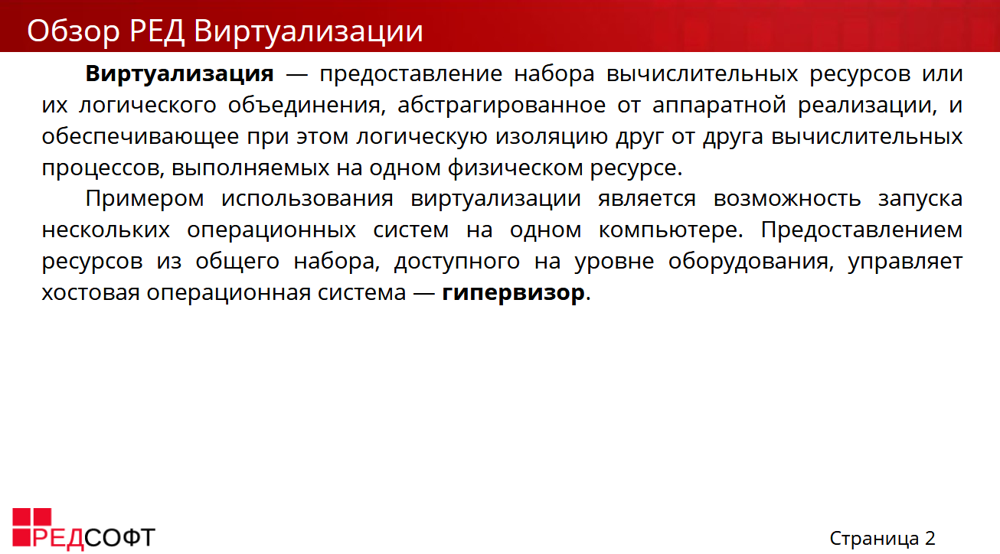 Обзор РЕД Виртуализации
Виртуализация — предоставление набора вычислительных ресурсов или
их логического объединения, абстрагированное от аппаратной реализации, и
обеспечивающее при этом логическую изоляцию друг от друга вычислительных
процессов, выполняемых на одном физическом ресурсе.
Примером использования виртуализации является возможность запуска
нескольких операционных систем на одном компьютере. Предоставлением
ресурсов из общего набора, доступного на уровне оборудования, управляет
хостовая операционная система — гипервизор.
РЕДСОФТ
Страница 2